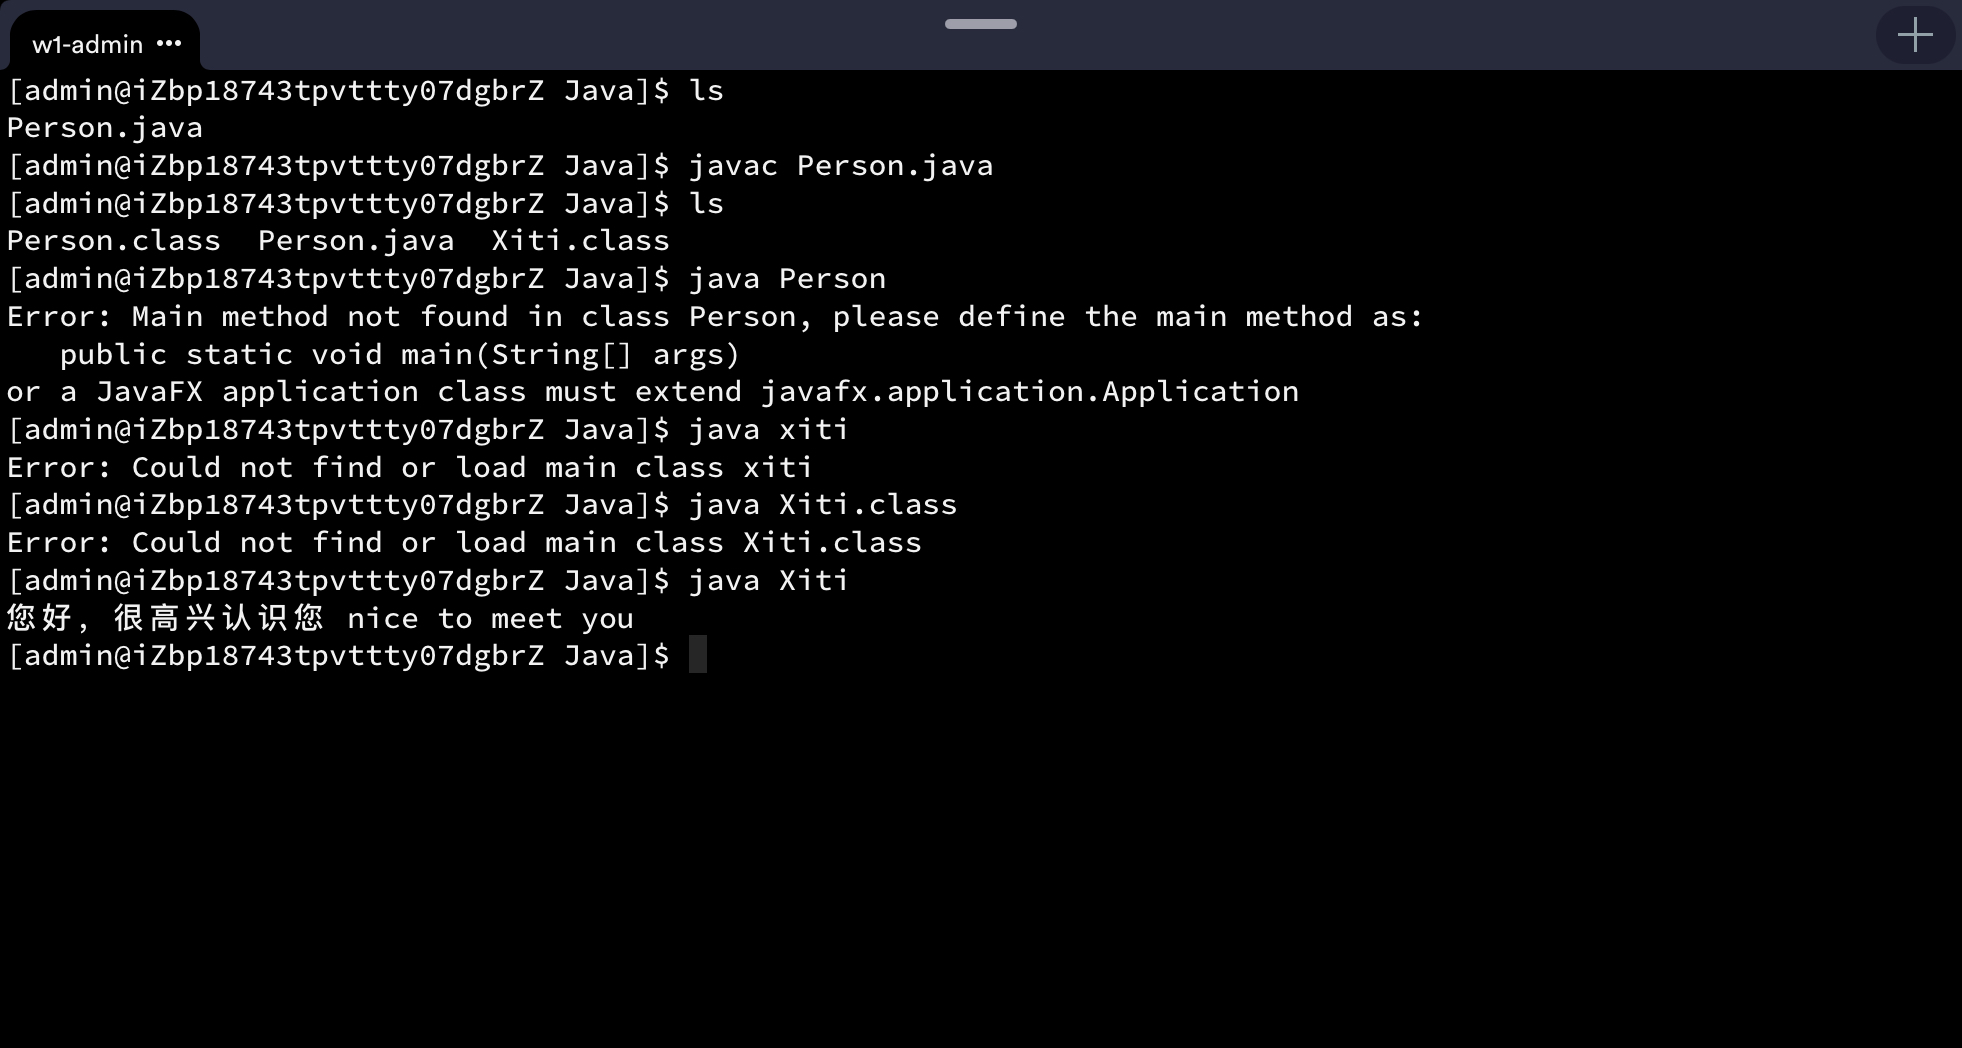 w1-admin •••
[admin@iZbp18743tpvttty07dgbrZ Java]$ ls
Person.java
[admin@iZbp18743tpvttty07dgbrZ Java]$ javac Person.java
[admin@iZbp18743tpvttty07dgbrZ Java]$ ls
Person.class  Person.java  Xiti.class
[admin@iZbp18743tpvttty07dgbrZ Java]$ java Person
Error: Main method not found in class Person, please define the main method as:
   public static void main(String[] args)
or a JavaFX application class must extend javafx.application.Application
[admin@iZbp18743tpvttty07dgbrZ Java]$ java xiti
Error: Could not find or load main class xiti
[admin@iZbp18743tpvttty07dgbrZ Java]$ java Xiti.class
Error: Could not find or load main class Xiti.class
[admin@iZbp18743tpvttty07dgbrZ Java]$ java Xiti
您好，很高兴认识您 nice to meet you
[admin@iZbp18743tpvttty07dgbrZ Java]$